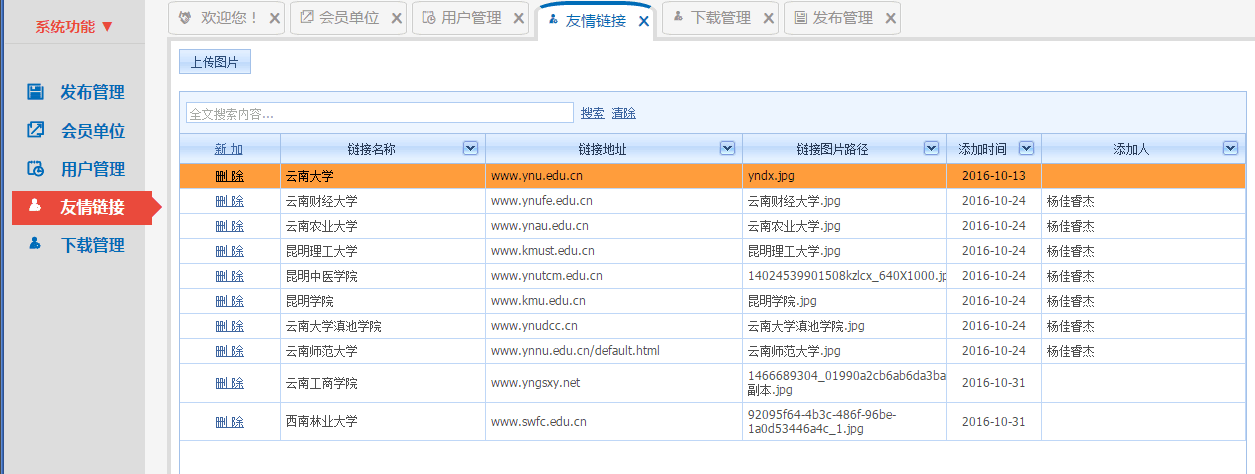 系统功能 ▼
发布管理
会员单位
用户管理
友情链接
下载管理
欢迎您！ 会员单位 用户管理 友情链接 下载管理 发布管理
上传图片
全文搜索内容... 搜索 清除
新 加 链接名称 链接地址 链接图片路径 添加时间 添加人
删 除 云南大学 www.ynu.edu.cn yndx.jpg 2016-10-13
删 除 云南财经大学 www.ynufe.edu.cn 云南财经大学.jpg 2016-10-24 杨佳睿杰
删 除 云南农业大学 www.ynau.edu.cn 云南农业大学.jpg 2016-10-24 杨佳睿杰
删 除 昆明理工大学 www.kmust.edu.cn 昆明理工大学.jpg 2016-10-24 杨佳睿杰
删 除 昆明中医学院 www.ynutcm.edu.cn 14024539901508kzlcx_640X1000.jp 2016-10-24 杨佳睿杰
删 除 昆明学院 www.kmu.edu.cn 昆明学院.jpg 2016-10-24 杨佳睿杰
删 除 云南大学滇池学院 www.ynudcc.cn 云南大学滇池学院.jpg 2016-10-24 杨佳睿杰
删 除 云南师范大学 www.ynnu.edu.cn/default.html 云南师范大学.jpg 2016-10-24 杨佳睿杰
删 除 云南工商学院 www.yngsxy.net 1466689304_01990a2cb6ab6da3ba 2016-10-31
副本.jpg
删 除 西南林业大学 www.swfc.edu.cn 92095f64-4b3c-486f-96be- 2016-10-31
1a0d53446a4c_1.jpg